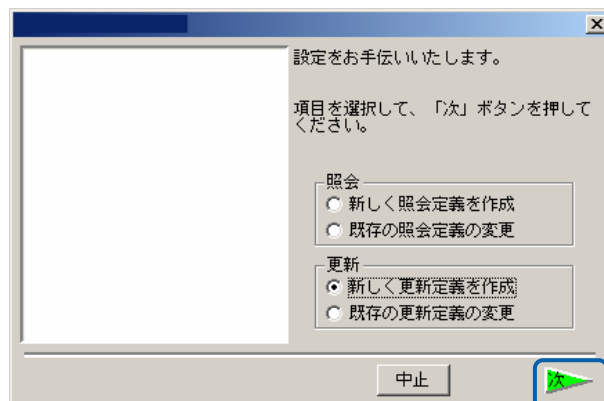 設定をお手伝いいたします。
項目を選択して、「次」ボタンを押して
ください。
照会
新しく照会定義を作成
既存の照会定義の変更
更新
新しく更新定義を作成
既存の更新定義の変更
中止
次